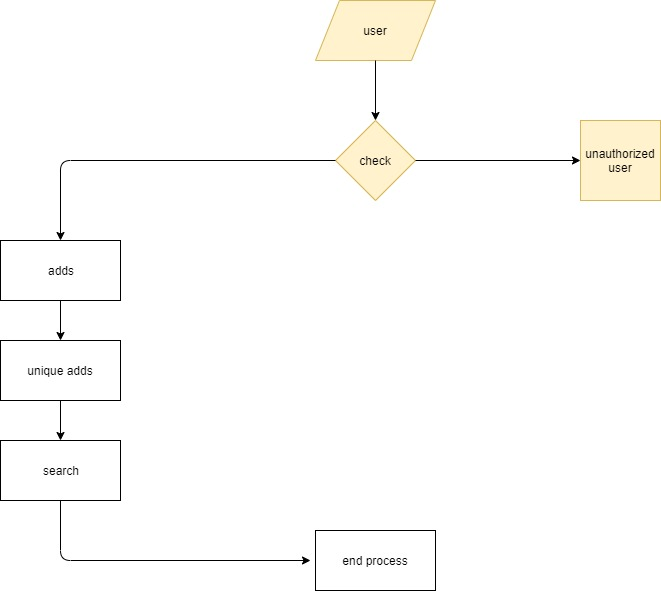 user
check
unauthorized
user
adds
unique adds
search
end process